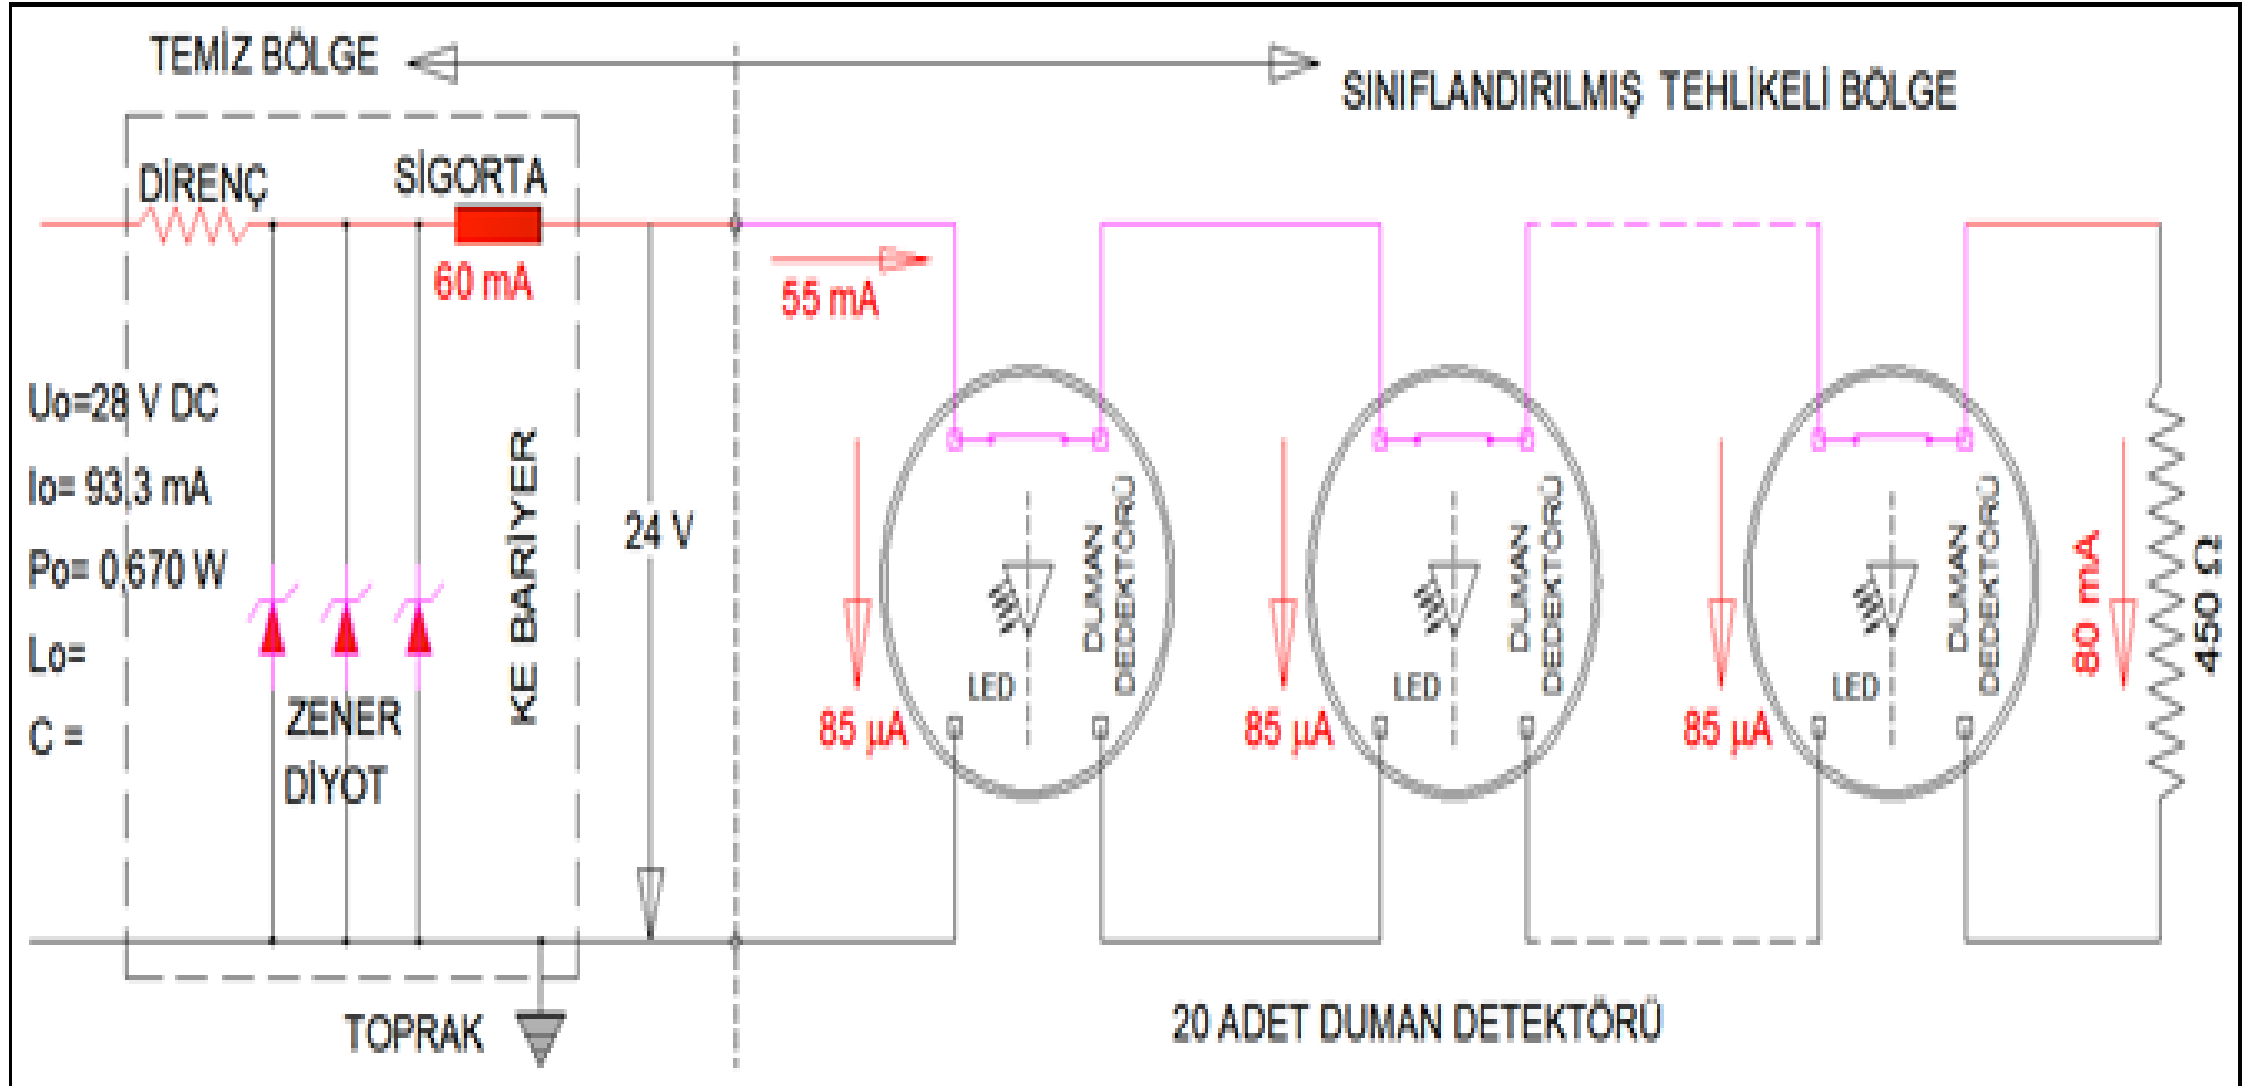 TEMİZ BÖLGE
SINIFLANDIRILMIŞ TEHLİKELİ BÖLGE
DİRENÇ
SİGORTA
60 mA
55 mA
Uo=28 V DC
Io= 93,3 mA
Po= 0,670 W
Lo=
C =
ZENER
DİYOT
KE BARİYER
24 V
85 µA
LED
DUMAN
DEDEKTÖRÜ
85 µA
LED
DUMAN
DEDEKTÖRÜ
85 µA
LED
DUMAN
DEDEKTÖRÜ
80 mA
450 Ω
TOPRAK
20 ADET DUMAN DETEKTÖRÜ